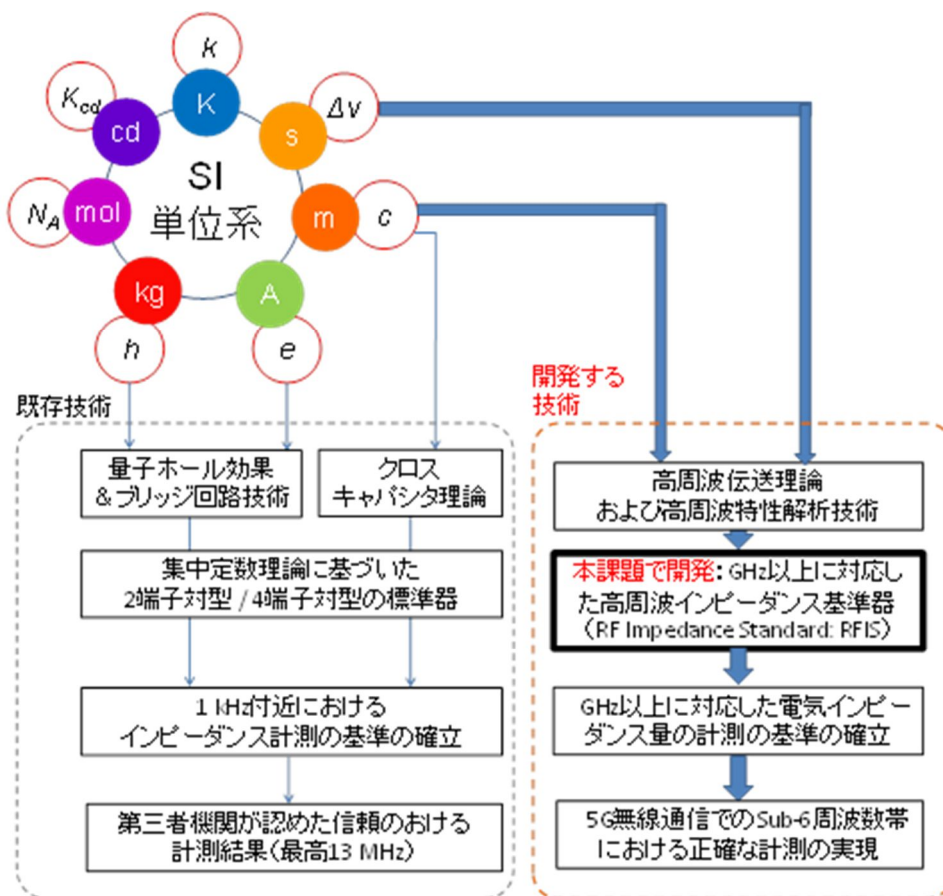 k
K
K_cd
cd
Δν
s
SI
単位系
N_A
mol
m
c
kg
A
h
e
既存技術
開発する
技術
量子ホール効果
&ブリッジ回路技術
クロス
キャパシタ理論
高周波伝送理論
および高周波特性解析技術
集中定数理論に基づいた
2端子対型 / 4端子対型の標準器
本課題で開発: GHz以上に対応し
た高周波インピーダンス基準器
(RF Impedance Standard: RFIS)
1 kHz付近における
インピーダンス計測の基準の確立
GHz以上に対応した電気インピー
ダンス量の計測の基準の確立
第三者機関が認めた信頼のおける
計測結果(最高13 MHz)
5G無線通信でのSub-6周波数帯
における正確な計測の実現